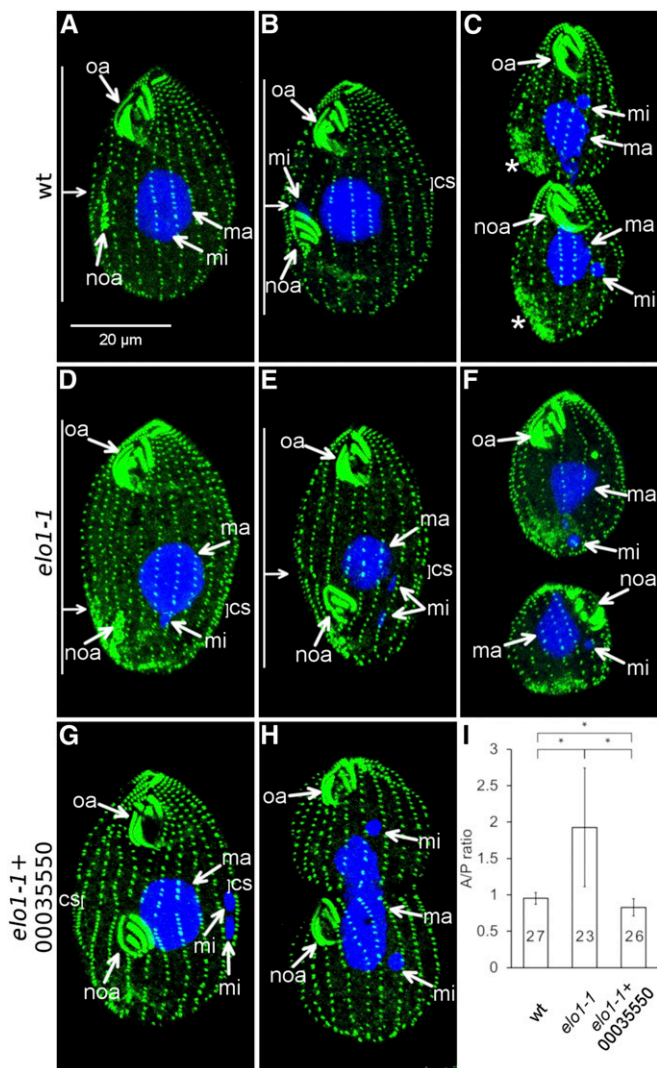 A
oa
wt
noa
ma
mi
20 µm
B
oa
mi
]cs
noa
C
oa
mi
ma
*
noa
ma
mi
*
D
oa
elo1-1
ma
]cs
noa
mi
E
oa
ma
]cs
mi
noa
F
oa
ma
mi
noa
ma
mi
G
oa
elo1-1+
00035550
ma
]cs
cs[
mi
noa
mi
H
oa
mi
ma
noa
mi
I
*
* *
A/P ratio
3
2.5
2
1.5
1
0.5
0
27 23 26
wt
elo1-1
elo1-1+
00035550